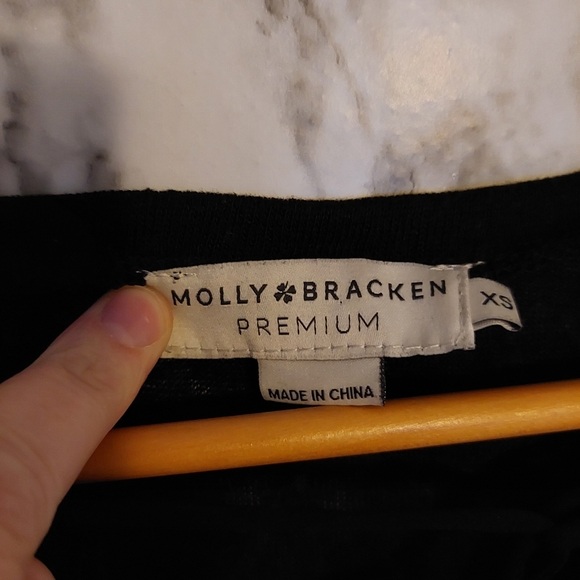 MOLLY BRACKEN
PREMIUM
XS
MADE IN CHINA